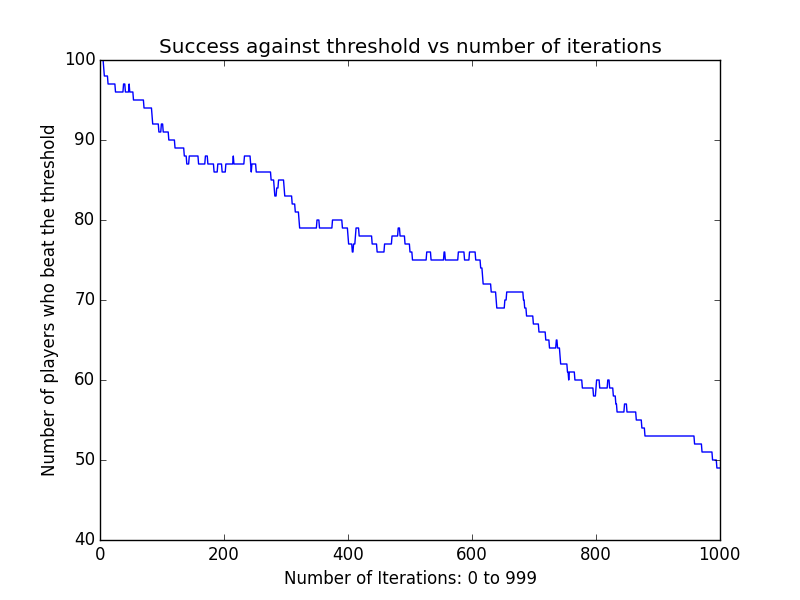 Success against threshold vs number of iterations
100
90
80
70
60
50
40
Number of players who beat the threshold
0 200 400 600 800 1000
Number of Iterations: 0 to 999